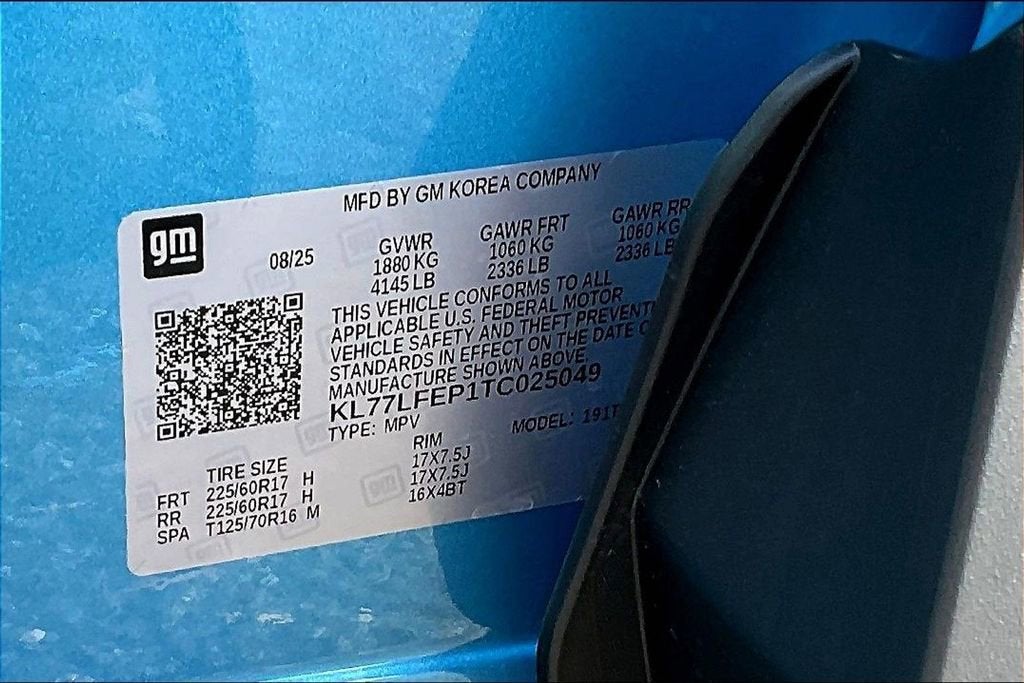 MFD BY GM KOREA COMPANY
gm
08/25
GVWR GAWR FRT GAWR RR
1880 KG 1060 KG 1060 KG
4145 LB 2336 LB 2336 LB
THIS VEHICLE CONFORMS TO ALL
APPLICABLE U.S. FEDERAL MOTOR
VEHICLE SAFETY AND THEFT PREVENT
STANDARDS IN EFFECT ON THE DATE
MANUFACTURE SHOWN ABOVE
KL77LFEP1TC025049
TYPE: MPV MODEL: 191T
TIRE SIZE RIM
FRT 225/60R17 H 17X7.5J
RR 225/60R17 H 17X7.5J
SPA T125/70R16 M 16X4BT